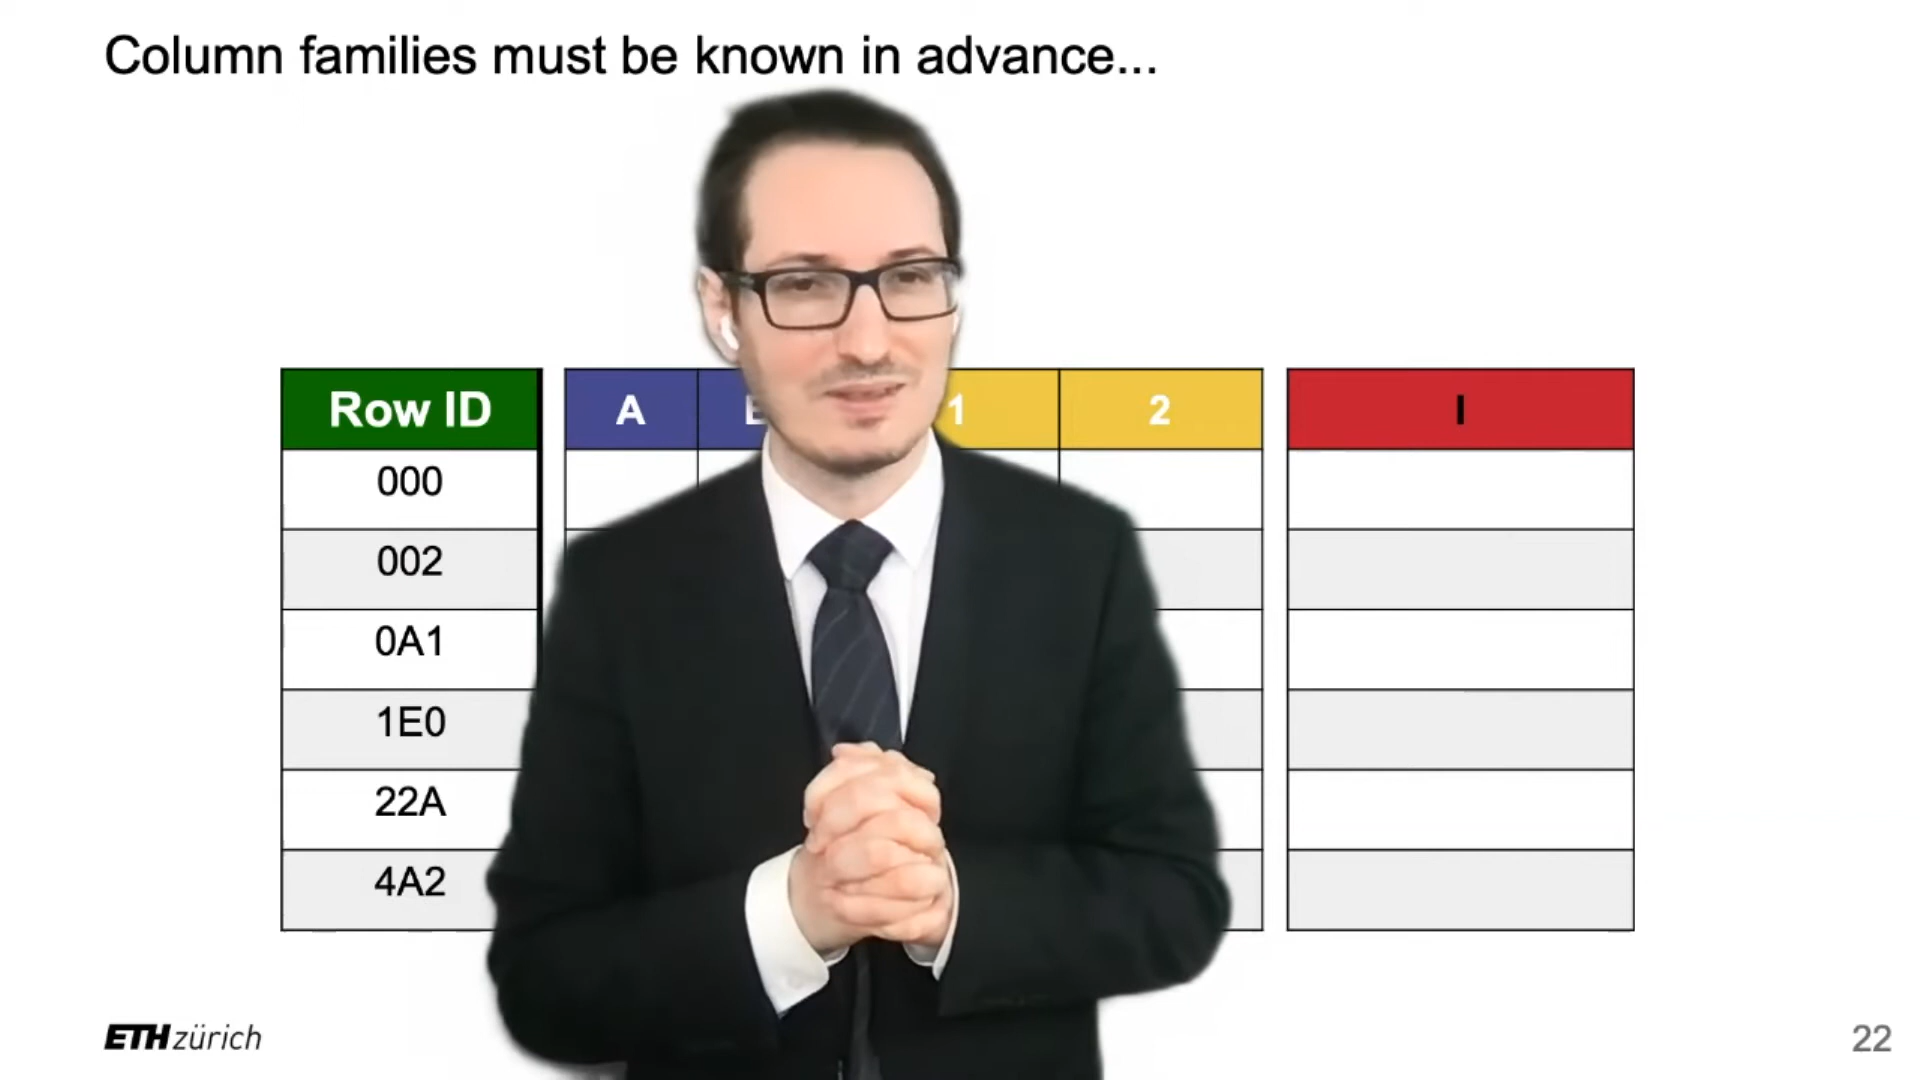 Column families must be known in advance...
Row ID A 1 2 I
000
002
0A1
1E0
22A
4A2
ETH zürich
22